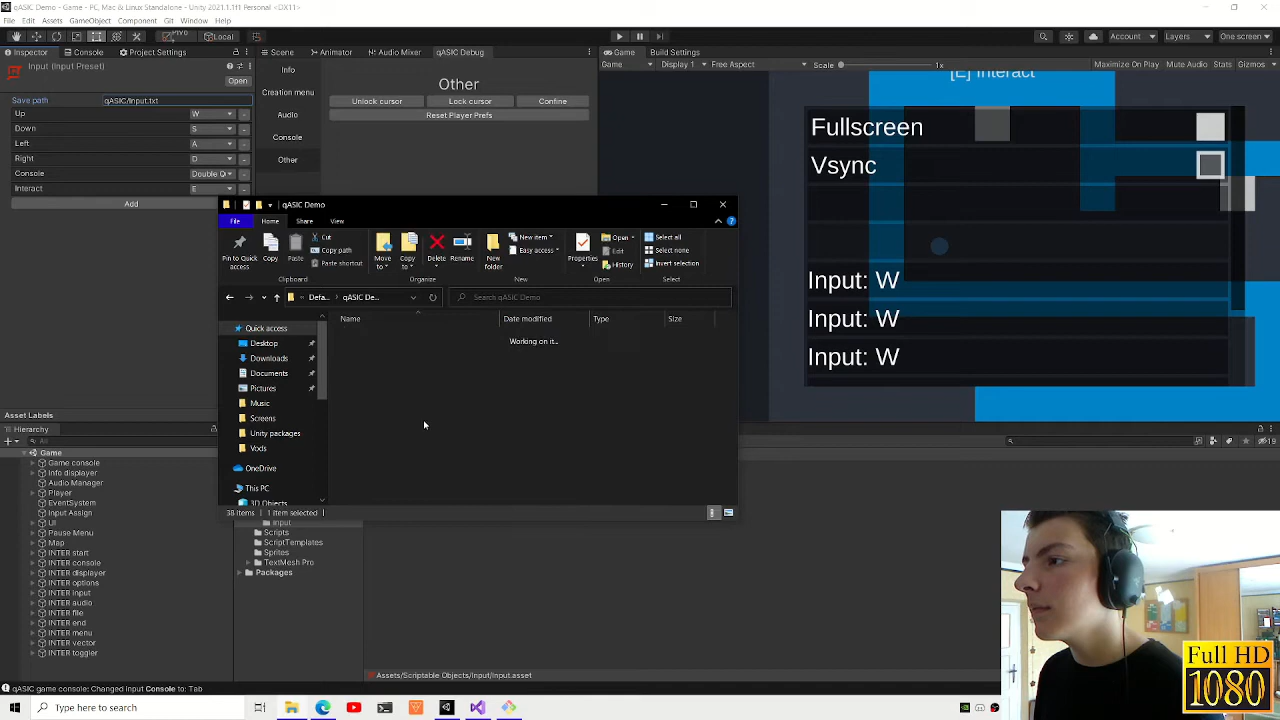 qASIC Demo - Game - PC, Mac & Linux Standalone - Unity 2021.1.1f1 Personal <DX11>
File Edit Assets GameObject Component Git Window Help
Local Account Layers One screen
Inspector Console Project Settings
Input (Input Preset)
Open
Save path qASIC/Input.txt
Up W
Down S
Left A
Right D
Console
Interact E
Add
Asset Labels
Scene Animator Audio Mixer qASIC Debug
Info
Creation menu
Audio
Console
Other
Other
Unlock cursor Lock cursor Confine
Reset Player Prefs
Game Build Settings
Game Display 1 Free Aspect Scale 1x Maximize On Play Mute Audio Stats Gizmos
[E] Interact
Fullscreen
Vsync
Input: W
Input: W
Input: W
qASIC Demo
File Home Share View
Pin to Quick access
Copy
Paste
Cut
Copy path
Paste shortcut
Clipboard
Move to
Copy to
Delete
Rename
Organize
New folder
New item
Easy access
New
Properties
Open
Edit
History
Open
Select all
Select none
Invert selection
Select
« Defa... › qASIC De... Search qASIC Demo
Name Date modified Type Size
Working on it...
Quick access
Desktop
Downloads
Documents
Pictures
Music
Screens
Unity packages
Vods
OneDrive
This PC
3D Objects
38 items 1 item selected
Hierarchy
All
Game
Game console
Info displayer
Audio Manager
Player
EventSystem
Input Assign
UI
Pause Menu
Map
INTER start
INTER console
INTER displayer
INTER options
INTER input
INTER audio
INTER file
INTER end
INTER menu
INTER vector
INTER toggler
Input
Scripts
ScriptTemplates
Sprites
TextMesh Pro
Packages
Assets/Scriptable Objects/Input/Input.asset
qASIC game console: Changed input Console to: Tab
Type here to search
Full HD
1080